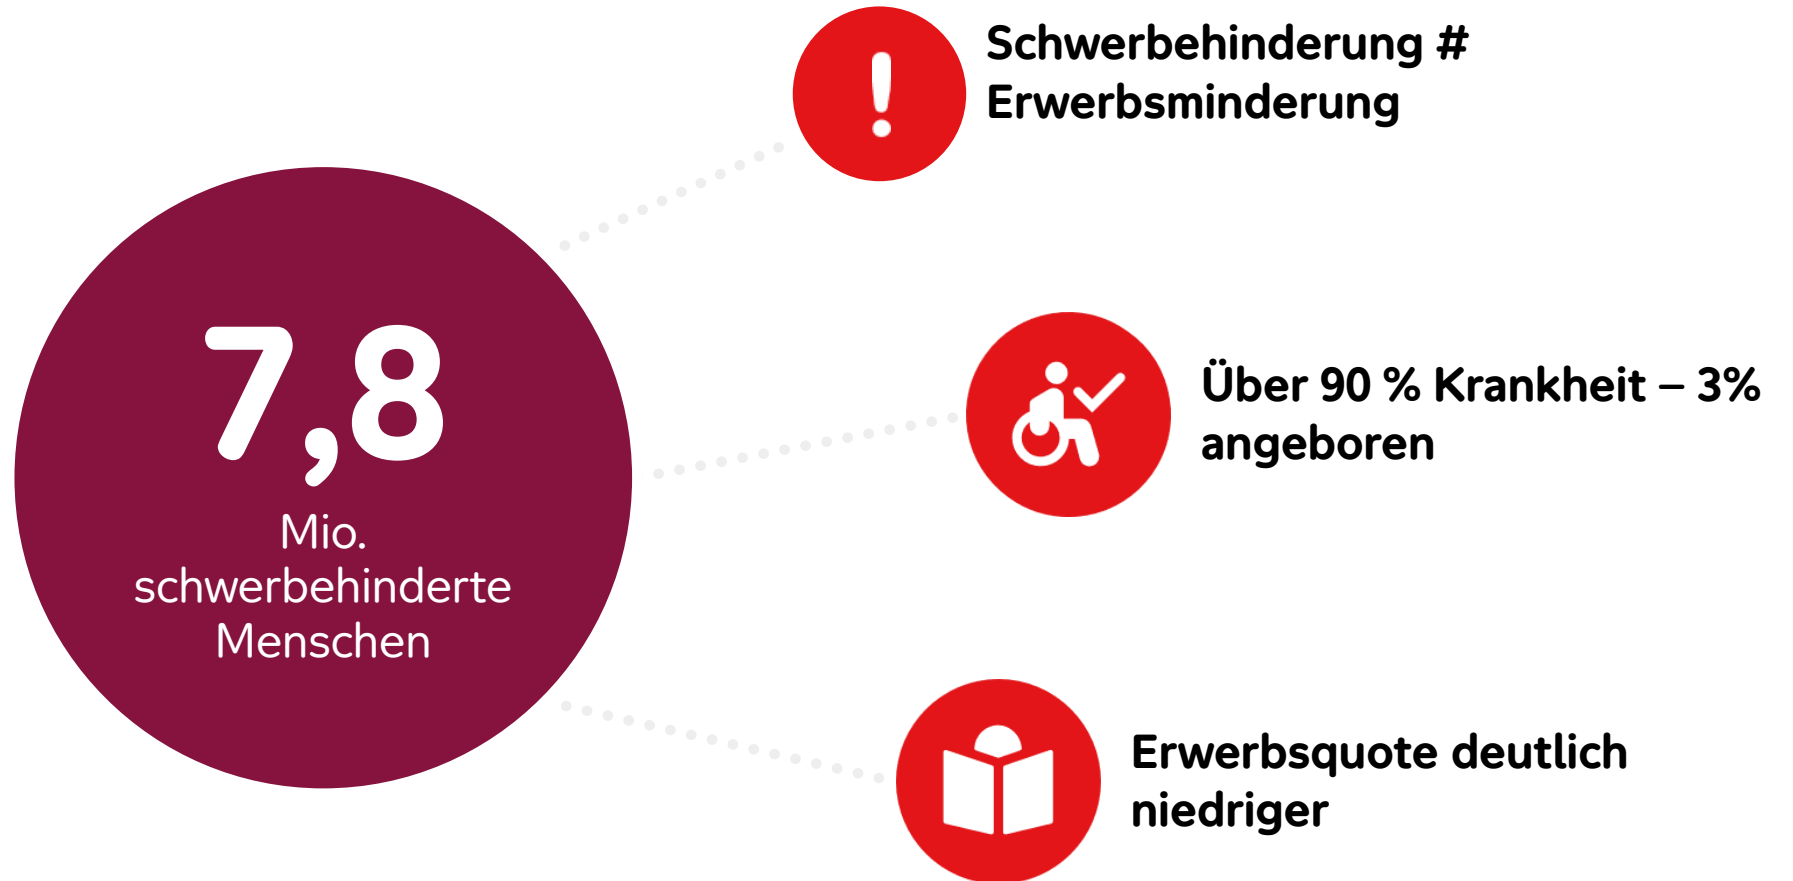 Schwerbehinderung #
Erwerbsminderung
7,8
Mio.
schwerbehinderte
Menschen
Über 90 % Krankheit – 3%
angeboren
Erwerbsquote deutlich
niedriger